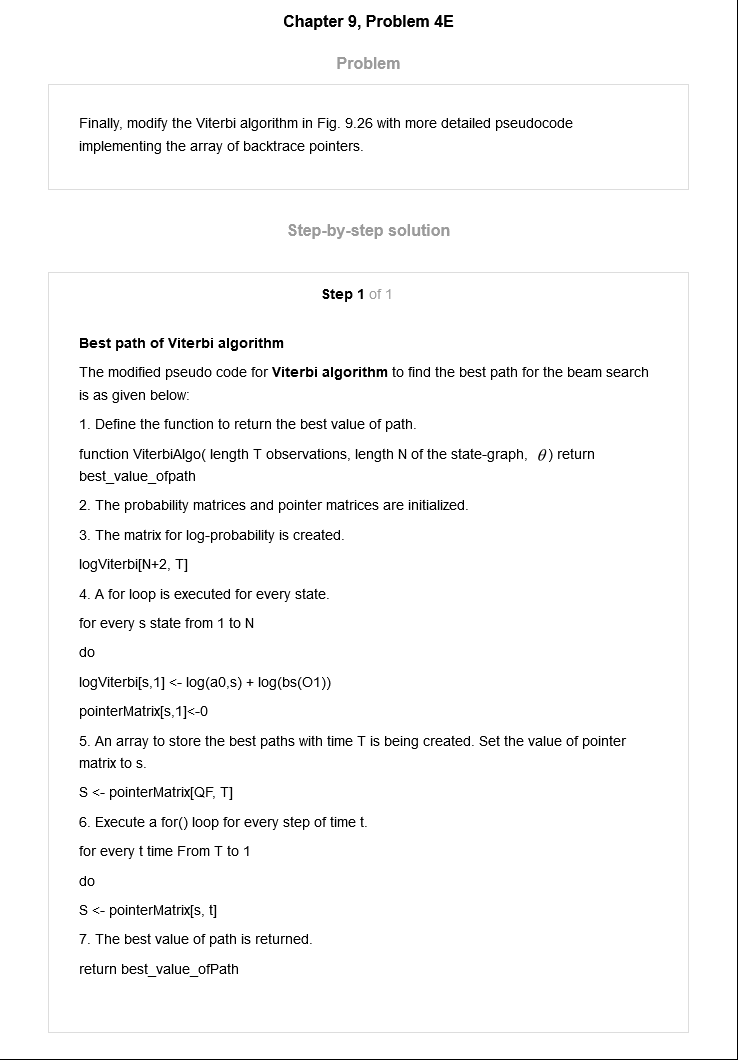 Chapter 9, Problem 4E
Problem
Finally, modify the Viterbi algorithm in Fig. 9.26 with more detailed pseudocode
implementing the array of backtrace pointers.
Step-by-step solution
Step 1 of 1
Best path of Viterbi algorithm
The modified pseudo code for Viterbi algorithm to find the best path for the beam search
is as given below:
1. Define the function to return the best value of path.
function ViterbiAlgo( length T observations, length N of the state-graph, θ) return
best_value_ofpath
2. The probability matrices and pointer matrices are initialized.
3. The matrix for log-probability is created.
logViterbi[N+2, T]
4. A for loop is executed for every state.
for every s state from 1 to N
do
logViterbi[s,1] <- log(a0,s) + log(bs(O1))
pointerMatrix[s,1]<-0
5. An array to store the best paths with time T is being created. Set the value of pointer
matrix to s.
S <- pointerMatrix[QF, T]
6. Execute a for() loop for every step of time t.
for every t time From T to 1
do
S <- pointerMatrix[s, t]
7. The best value of path is returned.
return best_value_ofPath